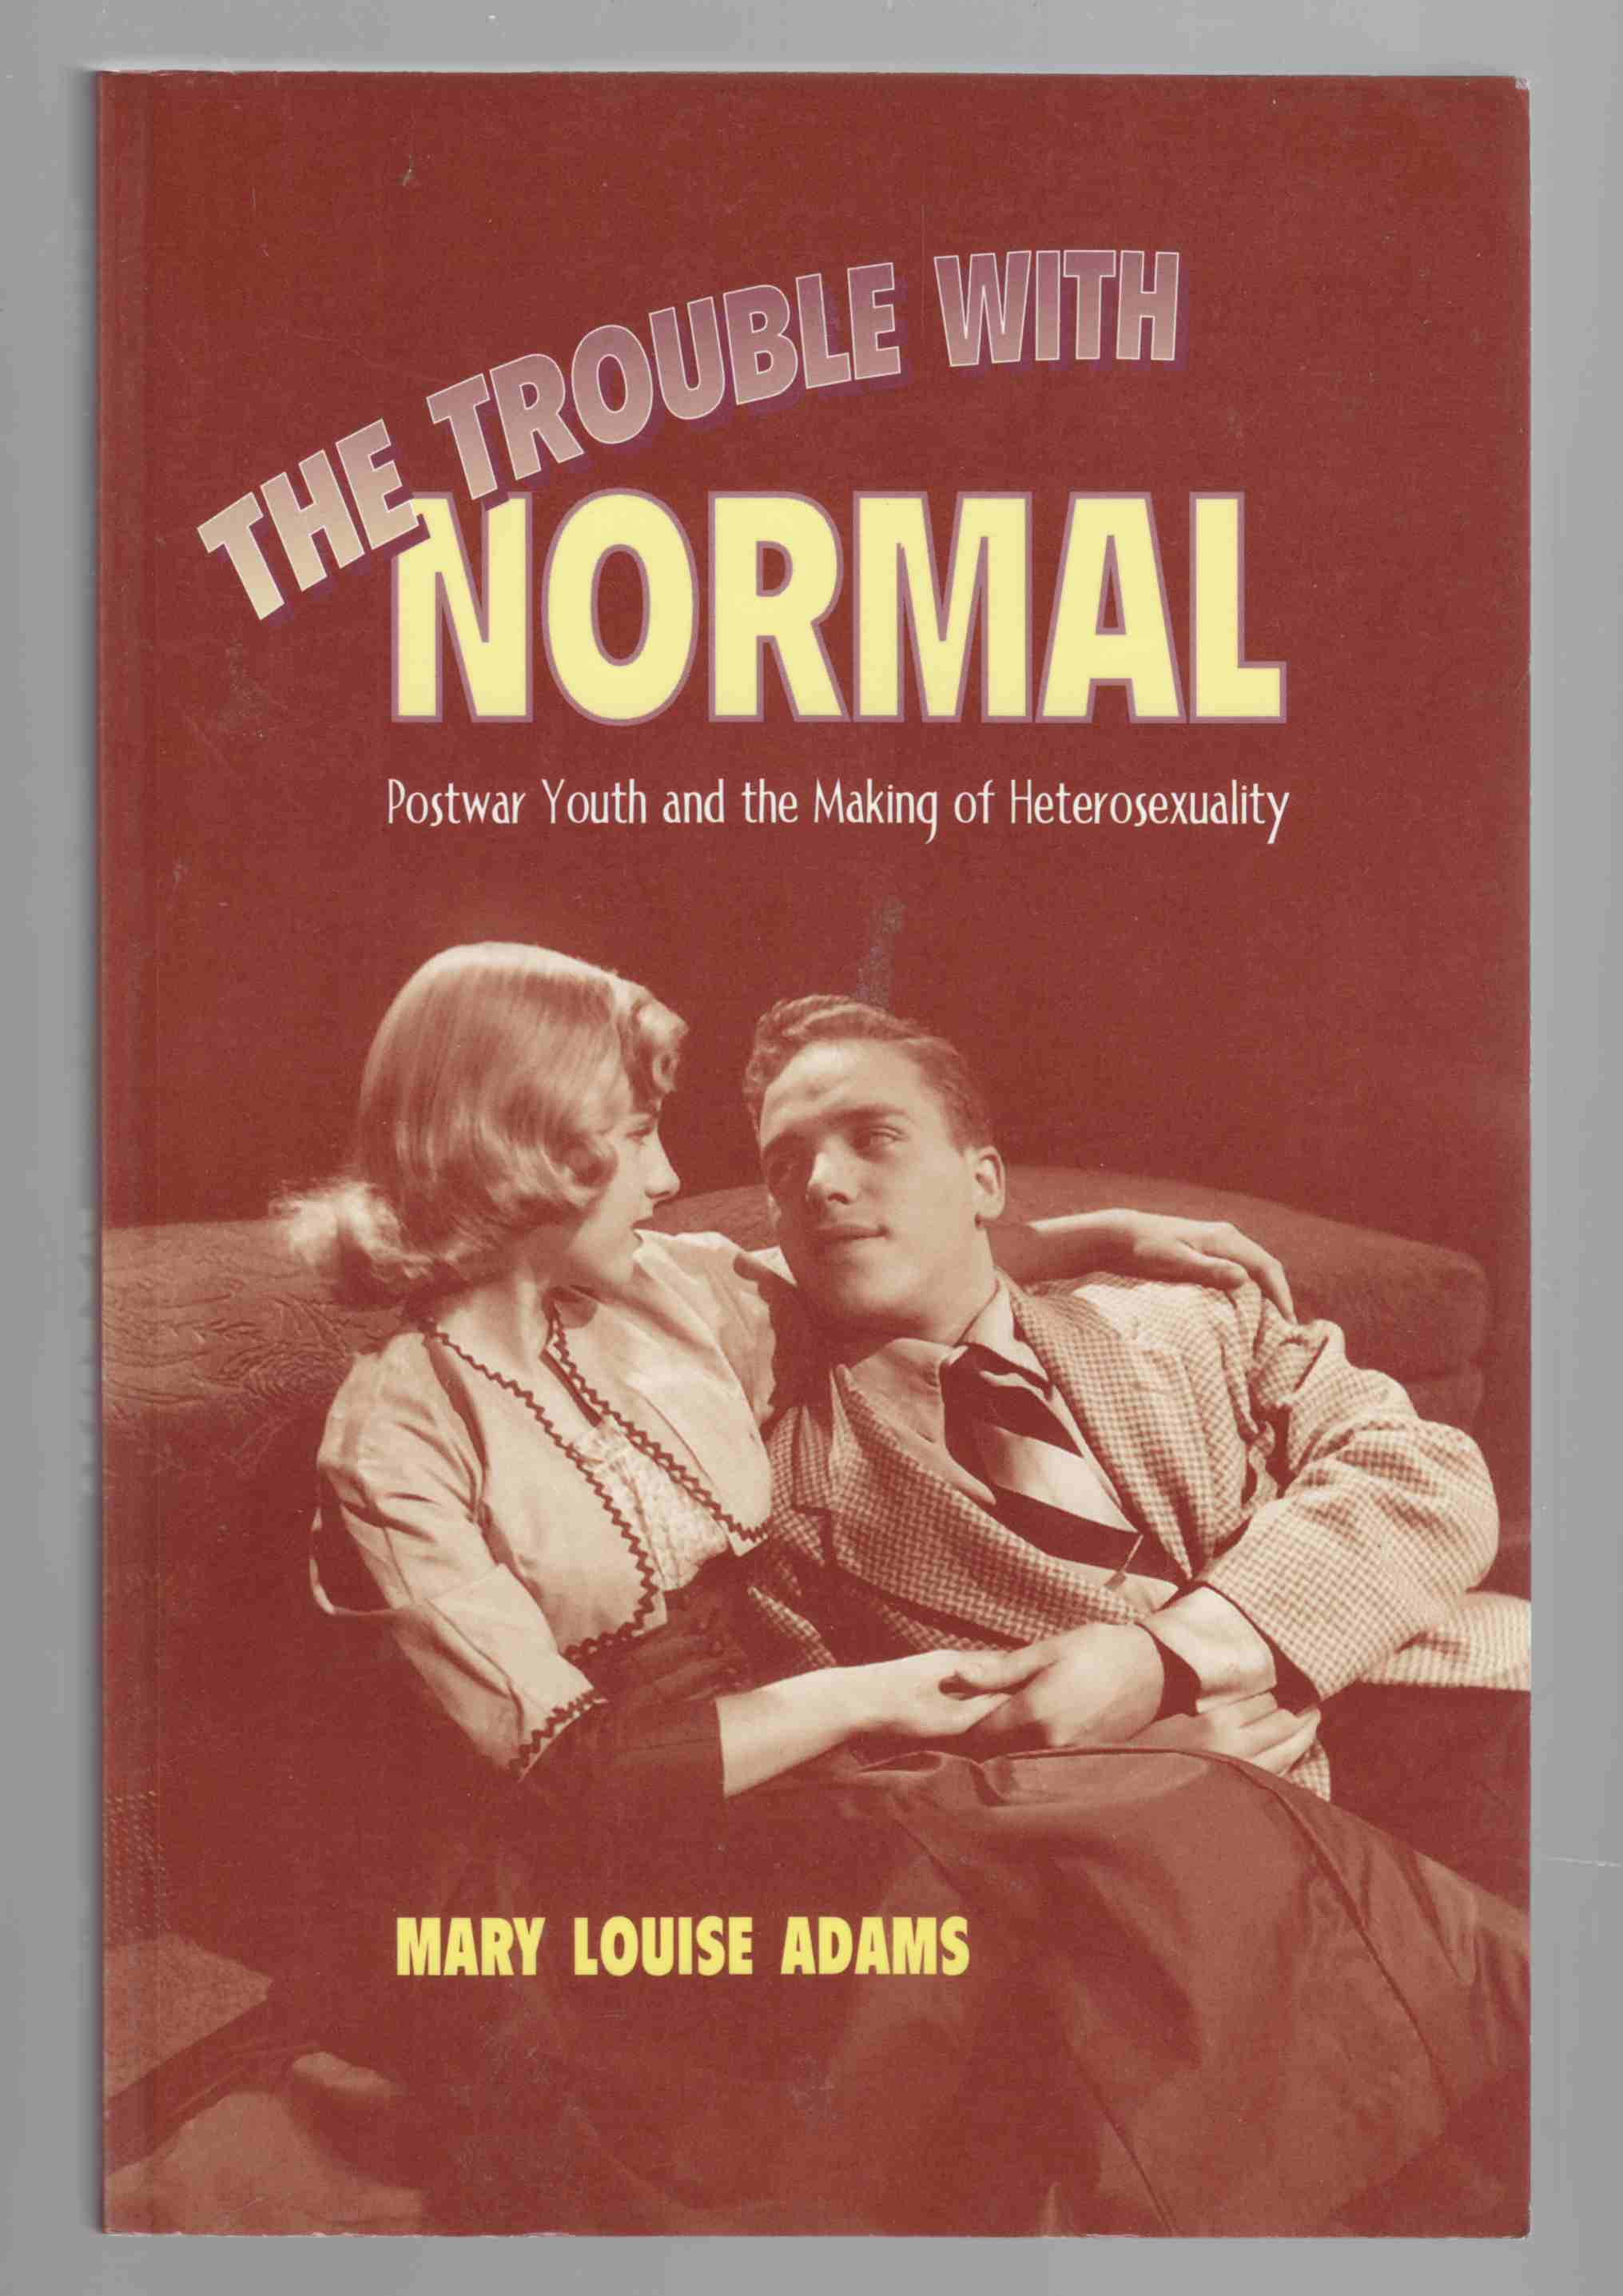 THE TROUBLE WITH
NORMAL
Postwar Youth and the Making of Heterosexuality
MARY LOUISE ADAMS